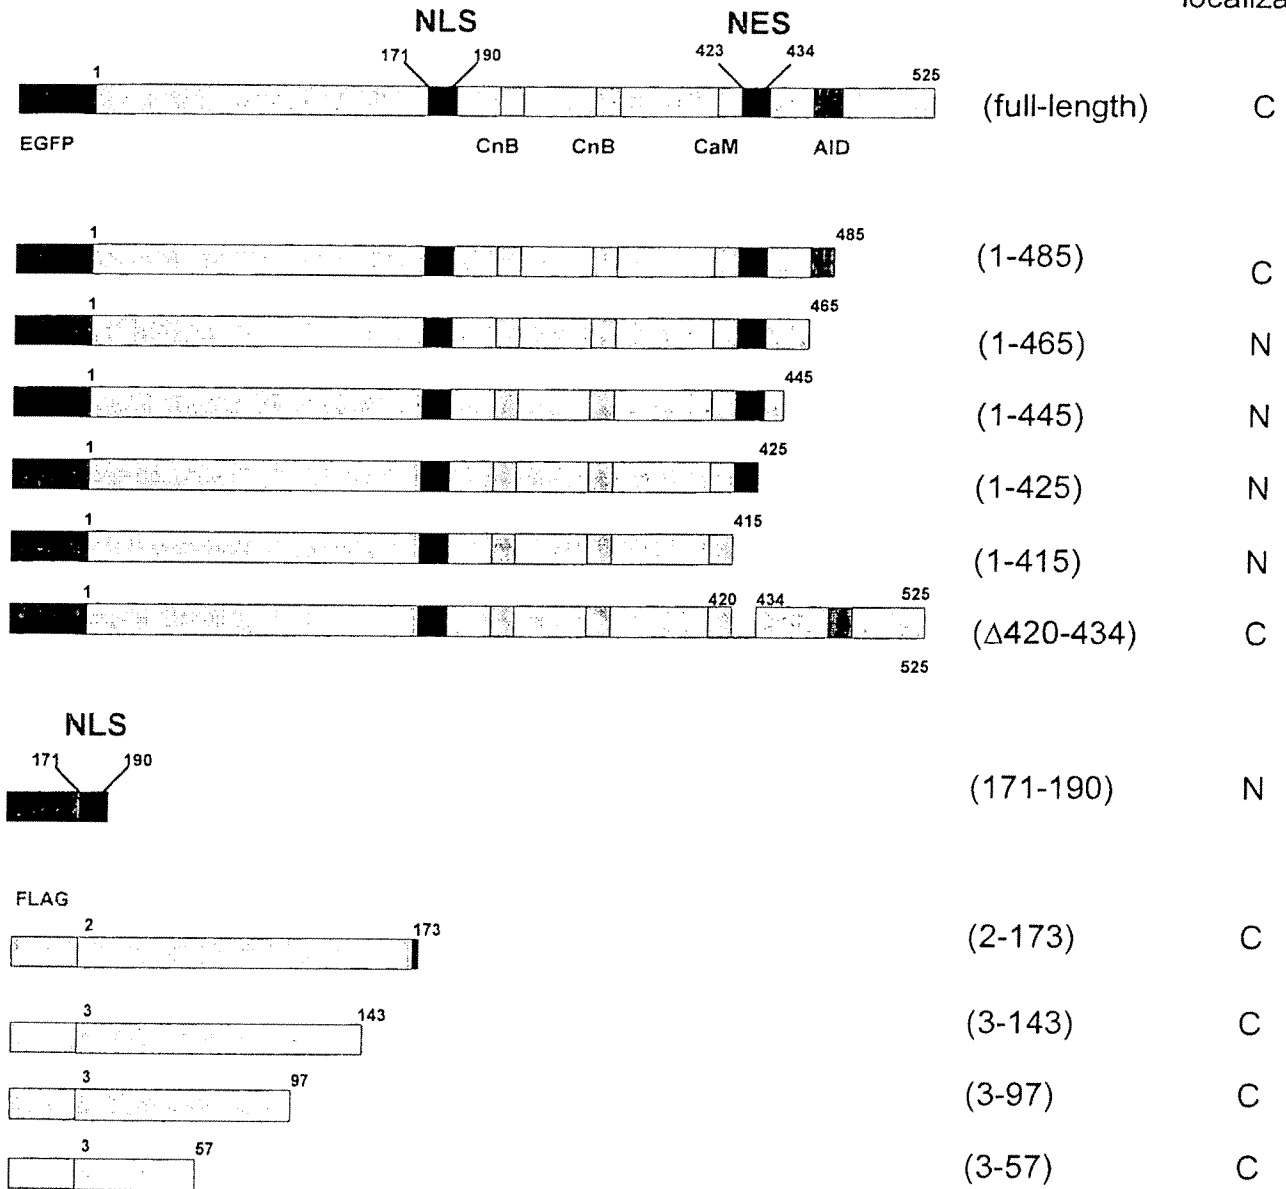 localiza
NLS NES
171 190 423 434
1 525
(full-length) C
EGFP CnB CnB CaM AID
1 485
(1-485) C
1 465
(1-465) N
1 445
(1-445) N
1 425
(1-425) N
1 415
(1-415) N
1 420 434 525
(Δ420-434) C
525
NLS
171 190
(171-190) N
FLAG
2 173
(2-173) C
3 143
(3-143) C
3 97
(3-97) C
3 57
(3-57) C